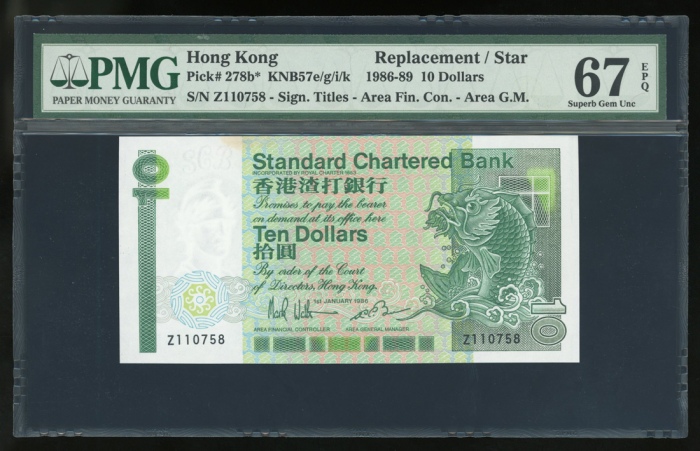 PMG
PAPER MONEY GUARANTY
Hong Kong Replacement / Star
Pick# 278b* KNB57e/g/i/k 1986-89 10 Dollars
S/N Z110758 - Sign. Titles - Area Fin. Con. - Area G.M.
67 EPQ
Superb Gem Unc
10
Standard Chartered Bank
INCORPORATED BY ROYAL CHARTER 1853
香港渣打銀行
Promises to pay the bearer
on demand at its office here
Ten Dollars
拾圓
By order of the Court
of Directors, Hong Kong.
1st JANUARY 1986
AREA FINANCIAL CONTROLLER AREA GENERAL MANAGER
Z110758 Z110758
10